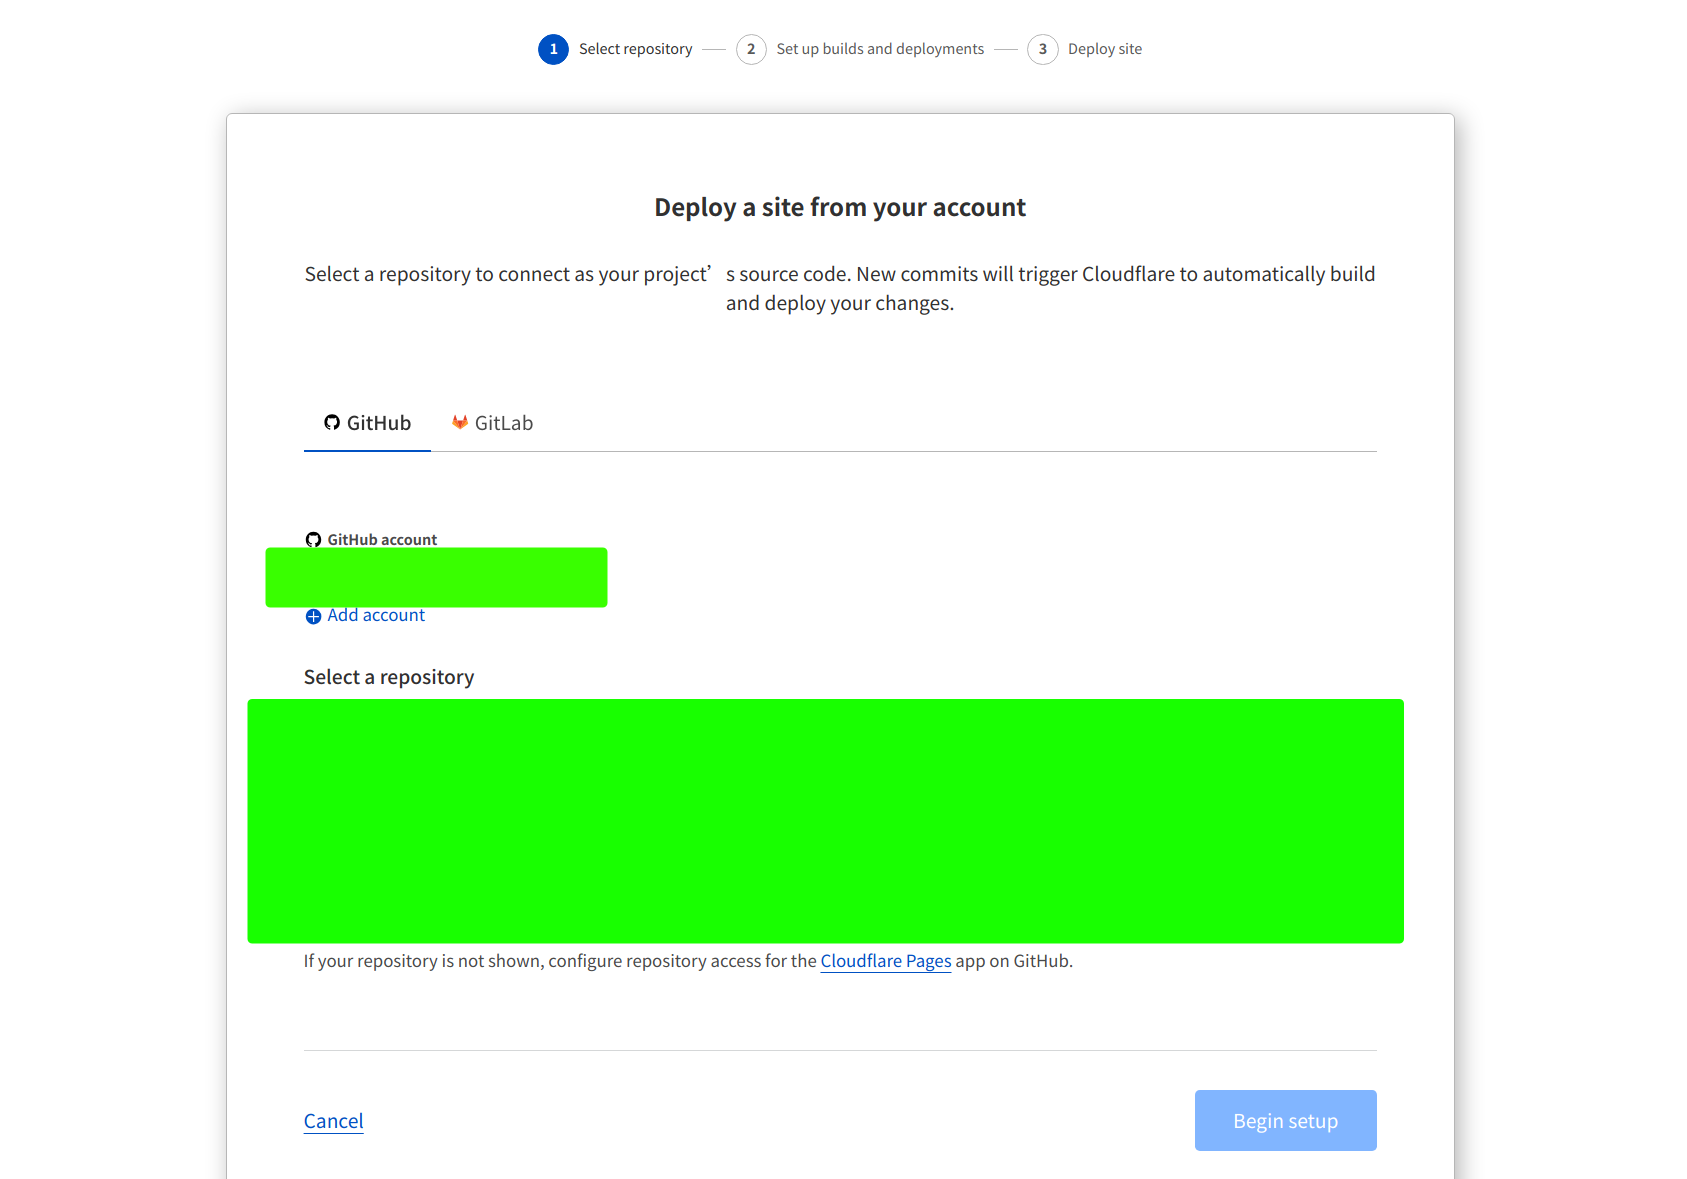 1 Select repository 2 Set up builds and deployments 3 Deploy site
Deploy a site from your account
Select a repository to connect as your project’s source code. New commits will trigger Cloudflare to automatically build
and deploy your changes.
GitHub GitLab
GitHub account
Add account
Select a repository
If your repository is not shown, configure repository access for the Cloudflare Pages app on GitHub.
Cancel Begin setup